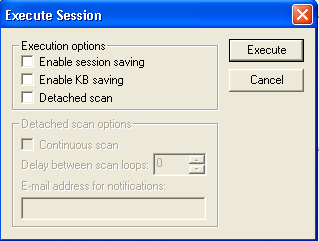 Execute Session
Execution options
Enable session saving
Enable KB saving
Detached scan
Execute
Cancel
Detached scan options
Continuous scan
Delay between scan loops: 0
E-mail address for notifications: